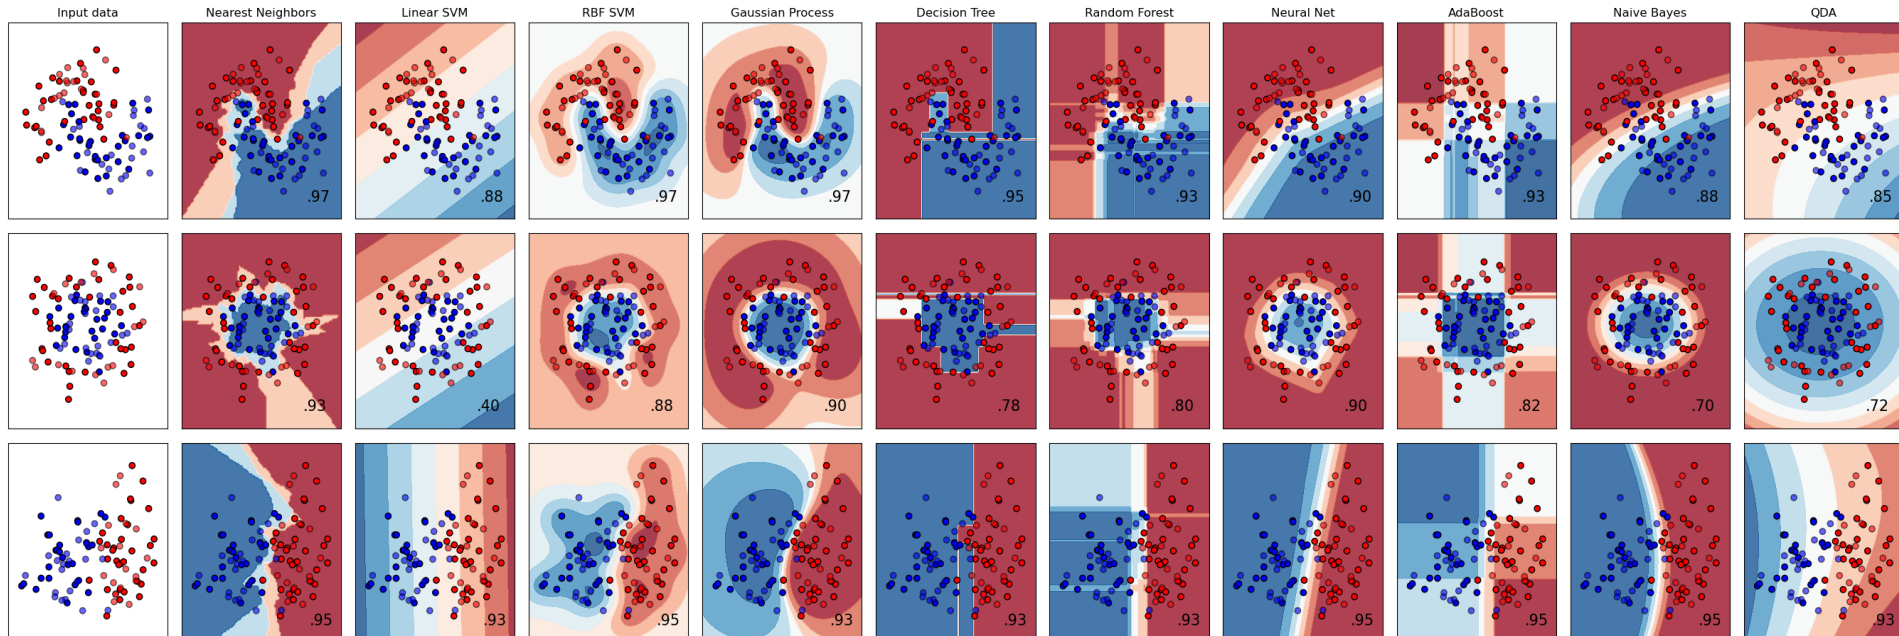 Input data Nearest Neighbors Linear SVM RBF SVM Gaussian Process Decision Tree Random Forest Neural Net AdaBoost Naive Bayes QDA
.97 .88 .97 .97 .95 .93 .90 .93 .88 .85
.93 .40 .88 .90 .78 .80 .90 .82 .70 .72
.95 .93 .95 .93 .93 .93 .95 .95 .95 .93